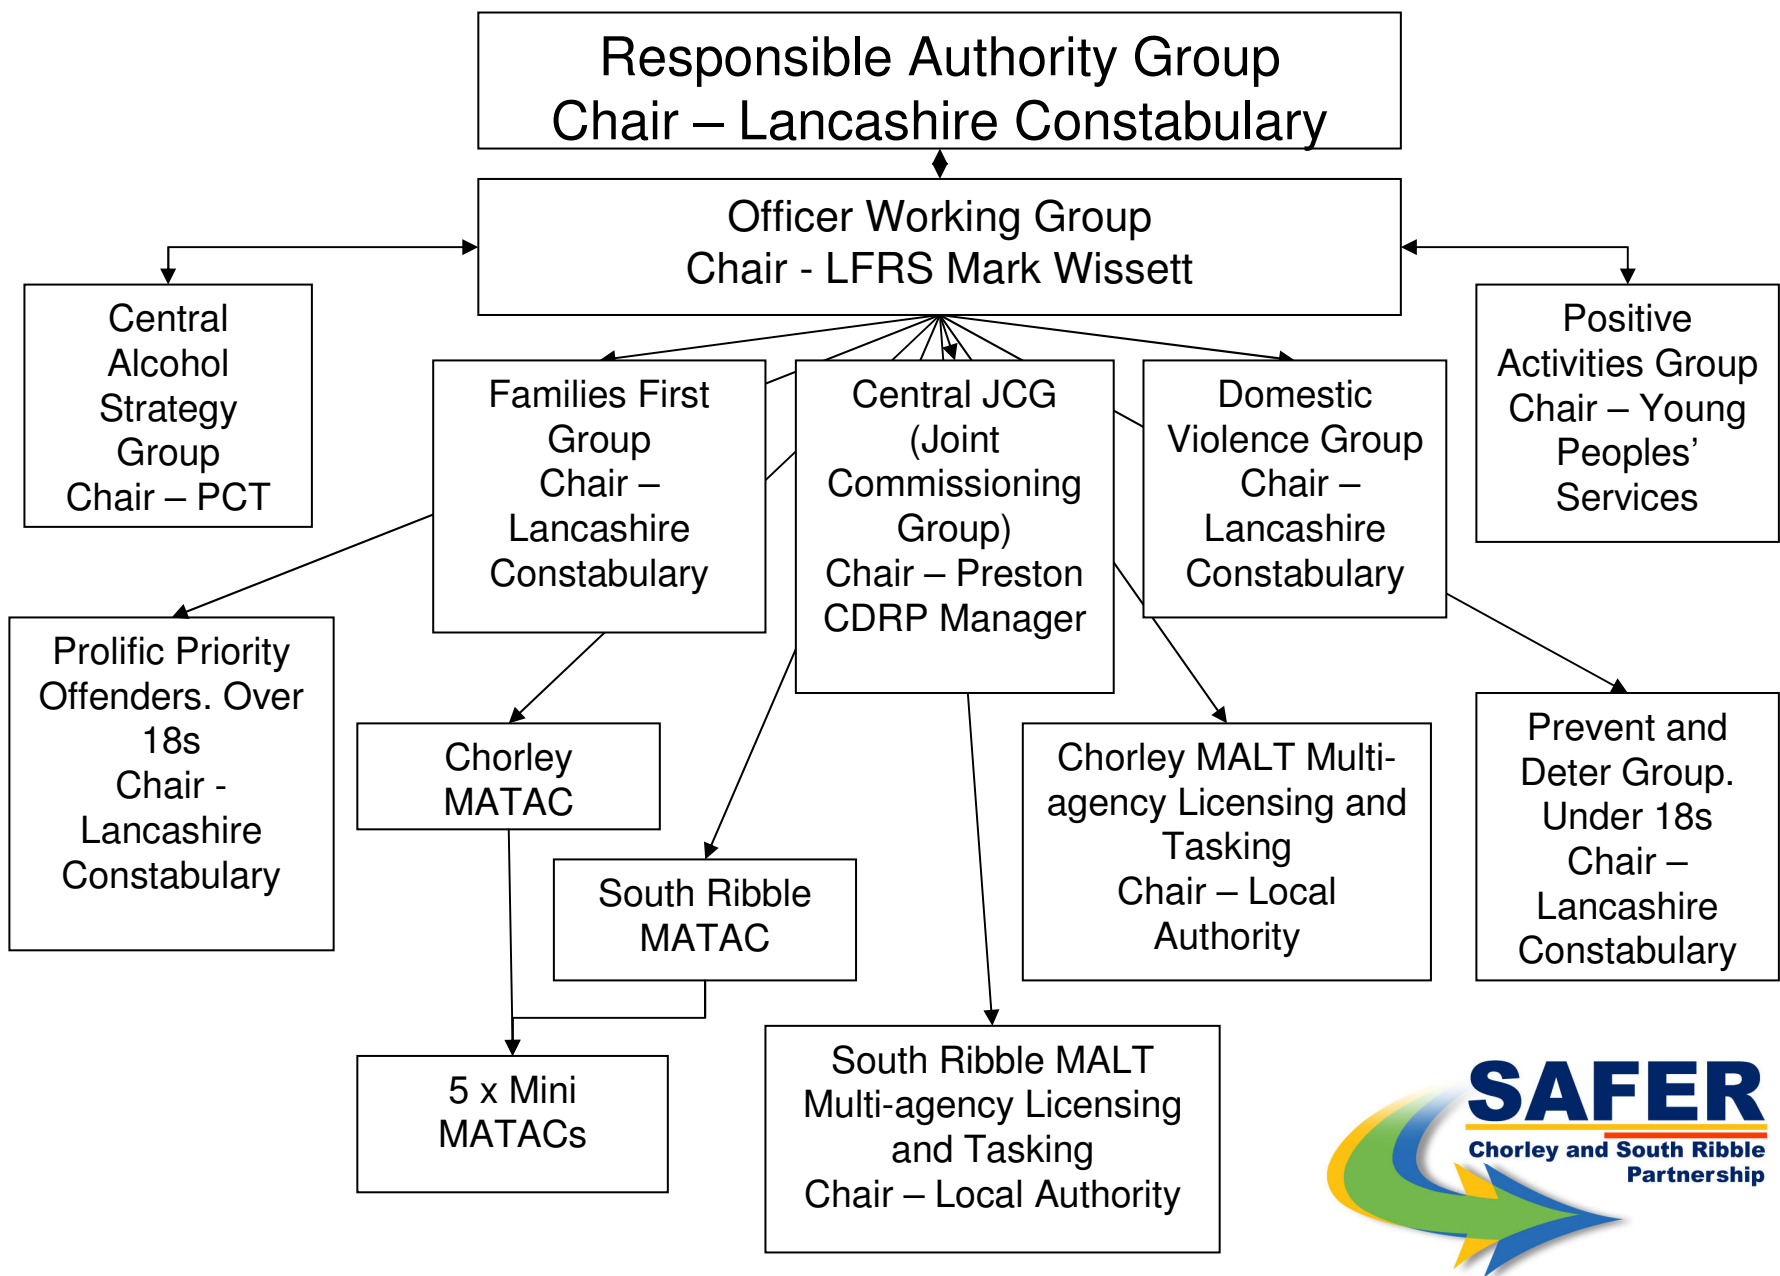 Responsible Authority Group
Chair – Lancashire Constabulary
Officer Working Group
Chair - LFRS Mark Wissett
Central
Alcohol
Strategy
Group
Chair – PCT
Families First
Group
Chair –
Lancashire
Constabulary
Central JCG
(Joint
Commissioning
Group)
Chair – Preston
CDRP Manager
Domestic
Violence Group
Chair –
Lancashire
Constabulary
Positive
Activities Group
Chair – Young
Peoples’
Services
Prolific Priority
Offenders. Over
18s
Chair -
Lancashire
Constabulary
Chorley
MATAC
South Ribble
MATAC
Chorley MALT Multi-
agency Licensing and
Tasking
Chair – Local
Authority
Prevent and
Deter Group.
Under 18s
Chair –
Lancashire
Constabulary
5 x Mini
MATACs
South Ribble MALT
Multi-agency Licensing
and Tasking
Chair – Local Authority
SAFER
Chorley and South Ribble
Partnership